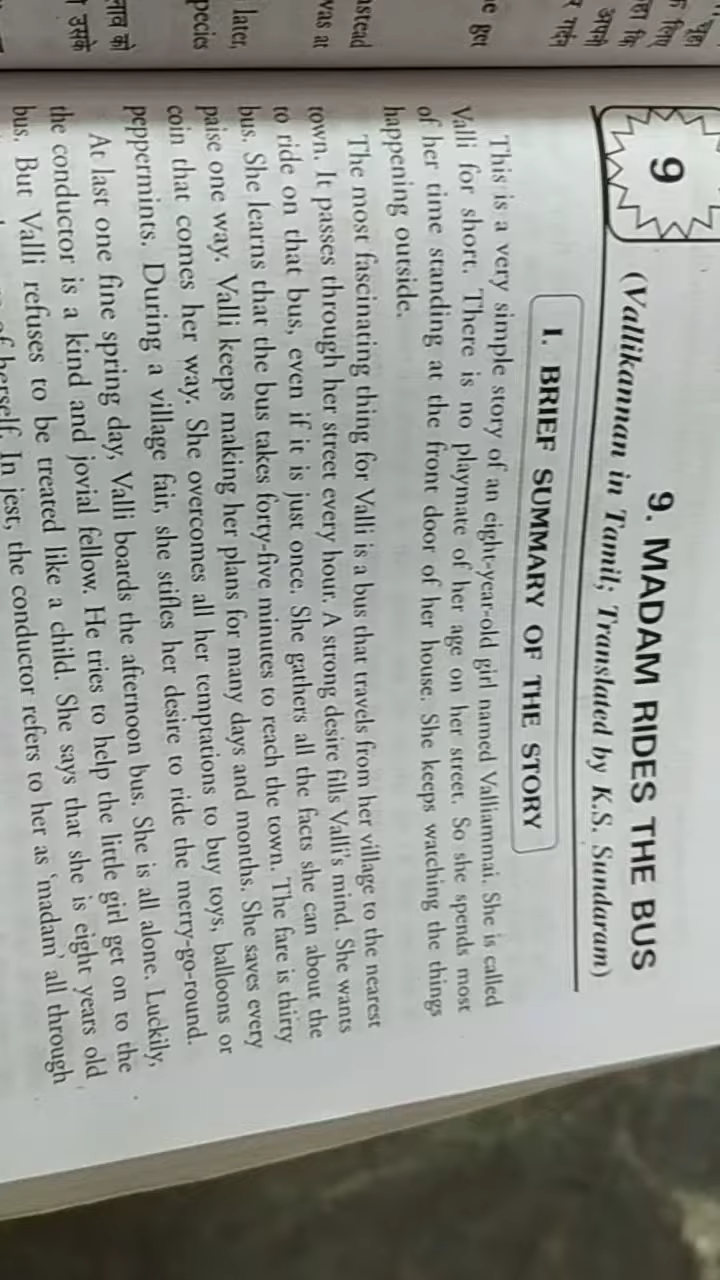 नाव को
उसके
later,
pecies
nstead
vas at
get
गर्दन
अपनी
के लिए
चूहा
9
9. MADAM RIDES THE BUS
(Vallikannan in Tamil; Translated by K.S. Sundaram)
I. BRIEF SUMMARY OF THE STORY
This is a very simple story of an eight-year-old girl named Valliammai. She is called
Valli for short. There is no playmate of her age on her street. So she spends most
of her time standing at the front door of her house. She keeps watching the things
happening outside.
The most fascinating thing for Valli is a bus that travels from her village to the nearest
town. It passes through her street every hour. A strong desire fills Valli's mind. She wants
to ride on that bus, even if it is just once. She gathers all the facts she can about the
bus. She learns that the bus takes forty-five minutes to reach the town. The fare is thirty
paise one way. Valli keeps making her plans for many days and months. She saves every
coin that comes her way. She overcomes all her temptations to buy toys, balloons or
peppermints. During a village fair, she stifles her desire to ride the merry-go-round.
At last one fine spring day, Valli boards the afternoon bus. She is all alone. Luckily,
the conductor is a kind and jovial fellow. He tries to help the little girl get on to the
bus. But Valli refuses to be treated like a child. She says that she is eight years old
of herself. In jest, the conductor refers to her as 'madam' all through